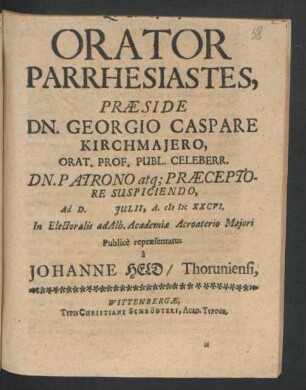 58
ORATOR
PARRHESIASTES,
PRÆSIDE
DN. GEORGIO CASPARE
KIRCHMAJERO,
ORAT. PROF. PUBL. CELEBERR.
DN. PATRONO atq; PRÆCEPTO-
RE SUSPICIENDO,
Ad D. JULII, A. cIɔ Iɔc XXCVI.
In Electoralis ad Alb. Academiæ Acroaterio Majori
Publicè repræsentatus
à
JOHANNE HELD/ Thoruniensi,
WITTENBERGÆ,
TYPIS CHRISTIANI SCHRÖDTERI, ACAD. TYPOGR.